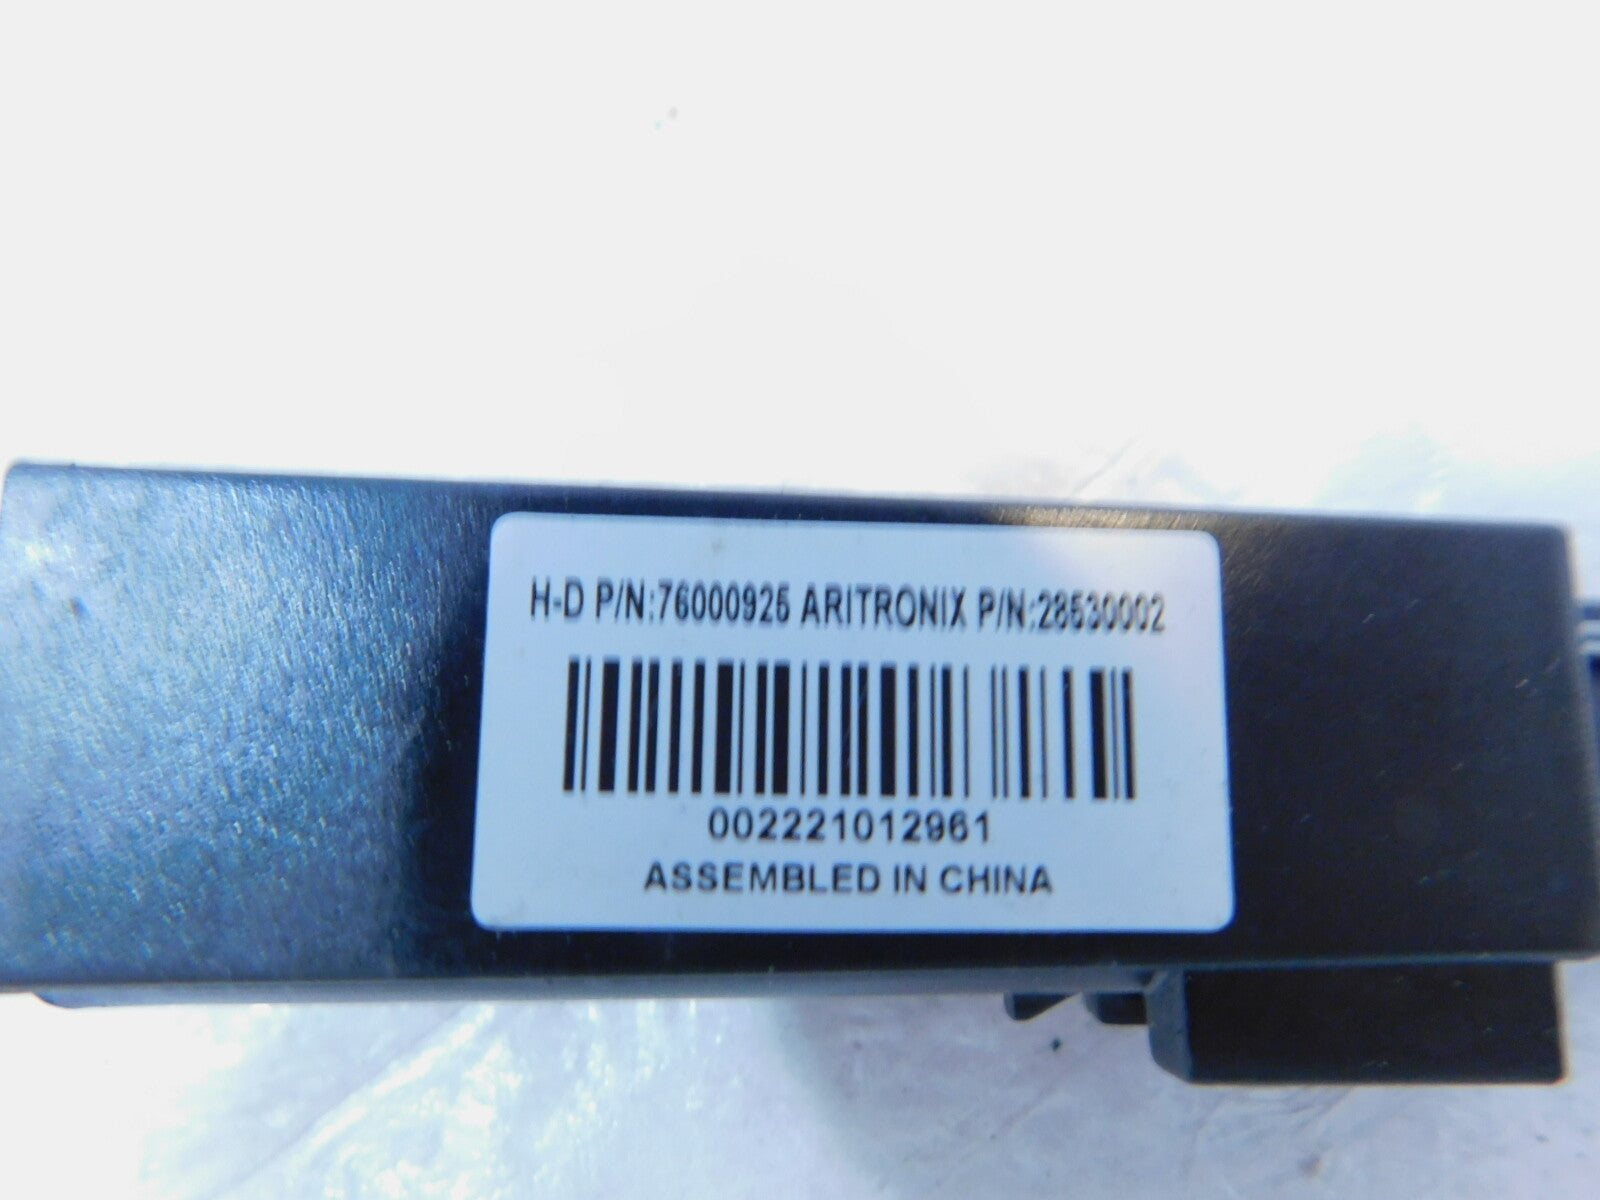 H-D P/N:76000925 ARITRONIX P/N:28530002
002221012961
ASSEMBLED IN CHINA